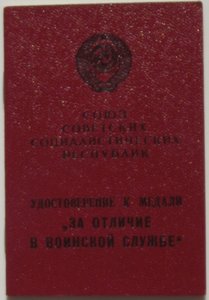 СОЮЗ
СОВЕТСКИХ
СОЦИАЛИСТИЧЕСКИХ
РЕСПУБЛИК
УДОСТОВЕРЕНИЕ К МЕДАЛИ
„ЗА ОТЛИЧИЕ
В ВОИНСКОЙ СЛУЖБЕ“